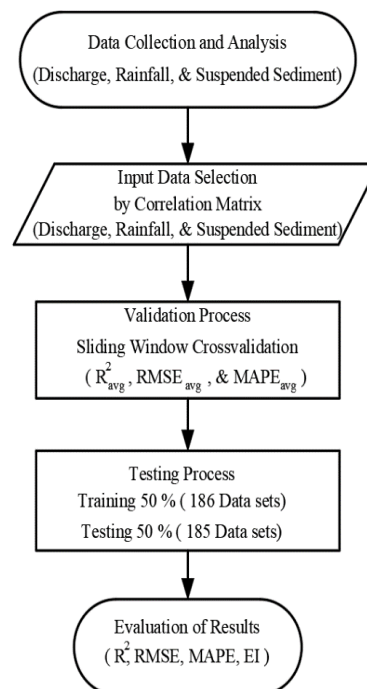 Data Collection and Analysis
(Discharge, Rainfall, & Suspended Sediment)
Input Data Selection
by Correlation Matrix
(Discharge, Rainfall, & Suspended Sediment)
Validation Process
Sliding Window Crossvalidation
( R²avg , RMSE avg , & MAPEavg )
Testing Process
Training 50 % ( 186 Data sets)
Testing 50 % ( 185 Data sets)
Evaluation of Results
( R², RMSE, MAPE, EI )